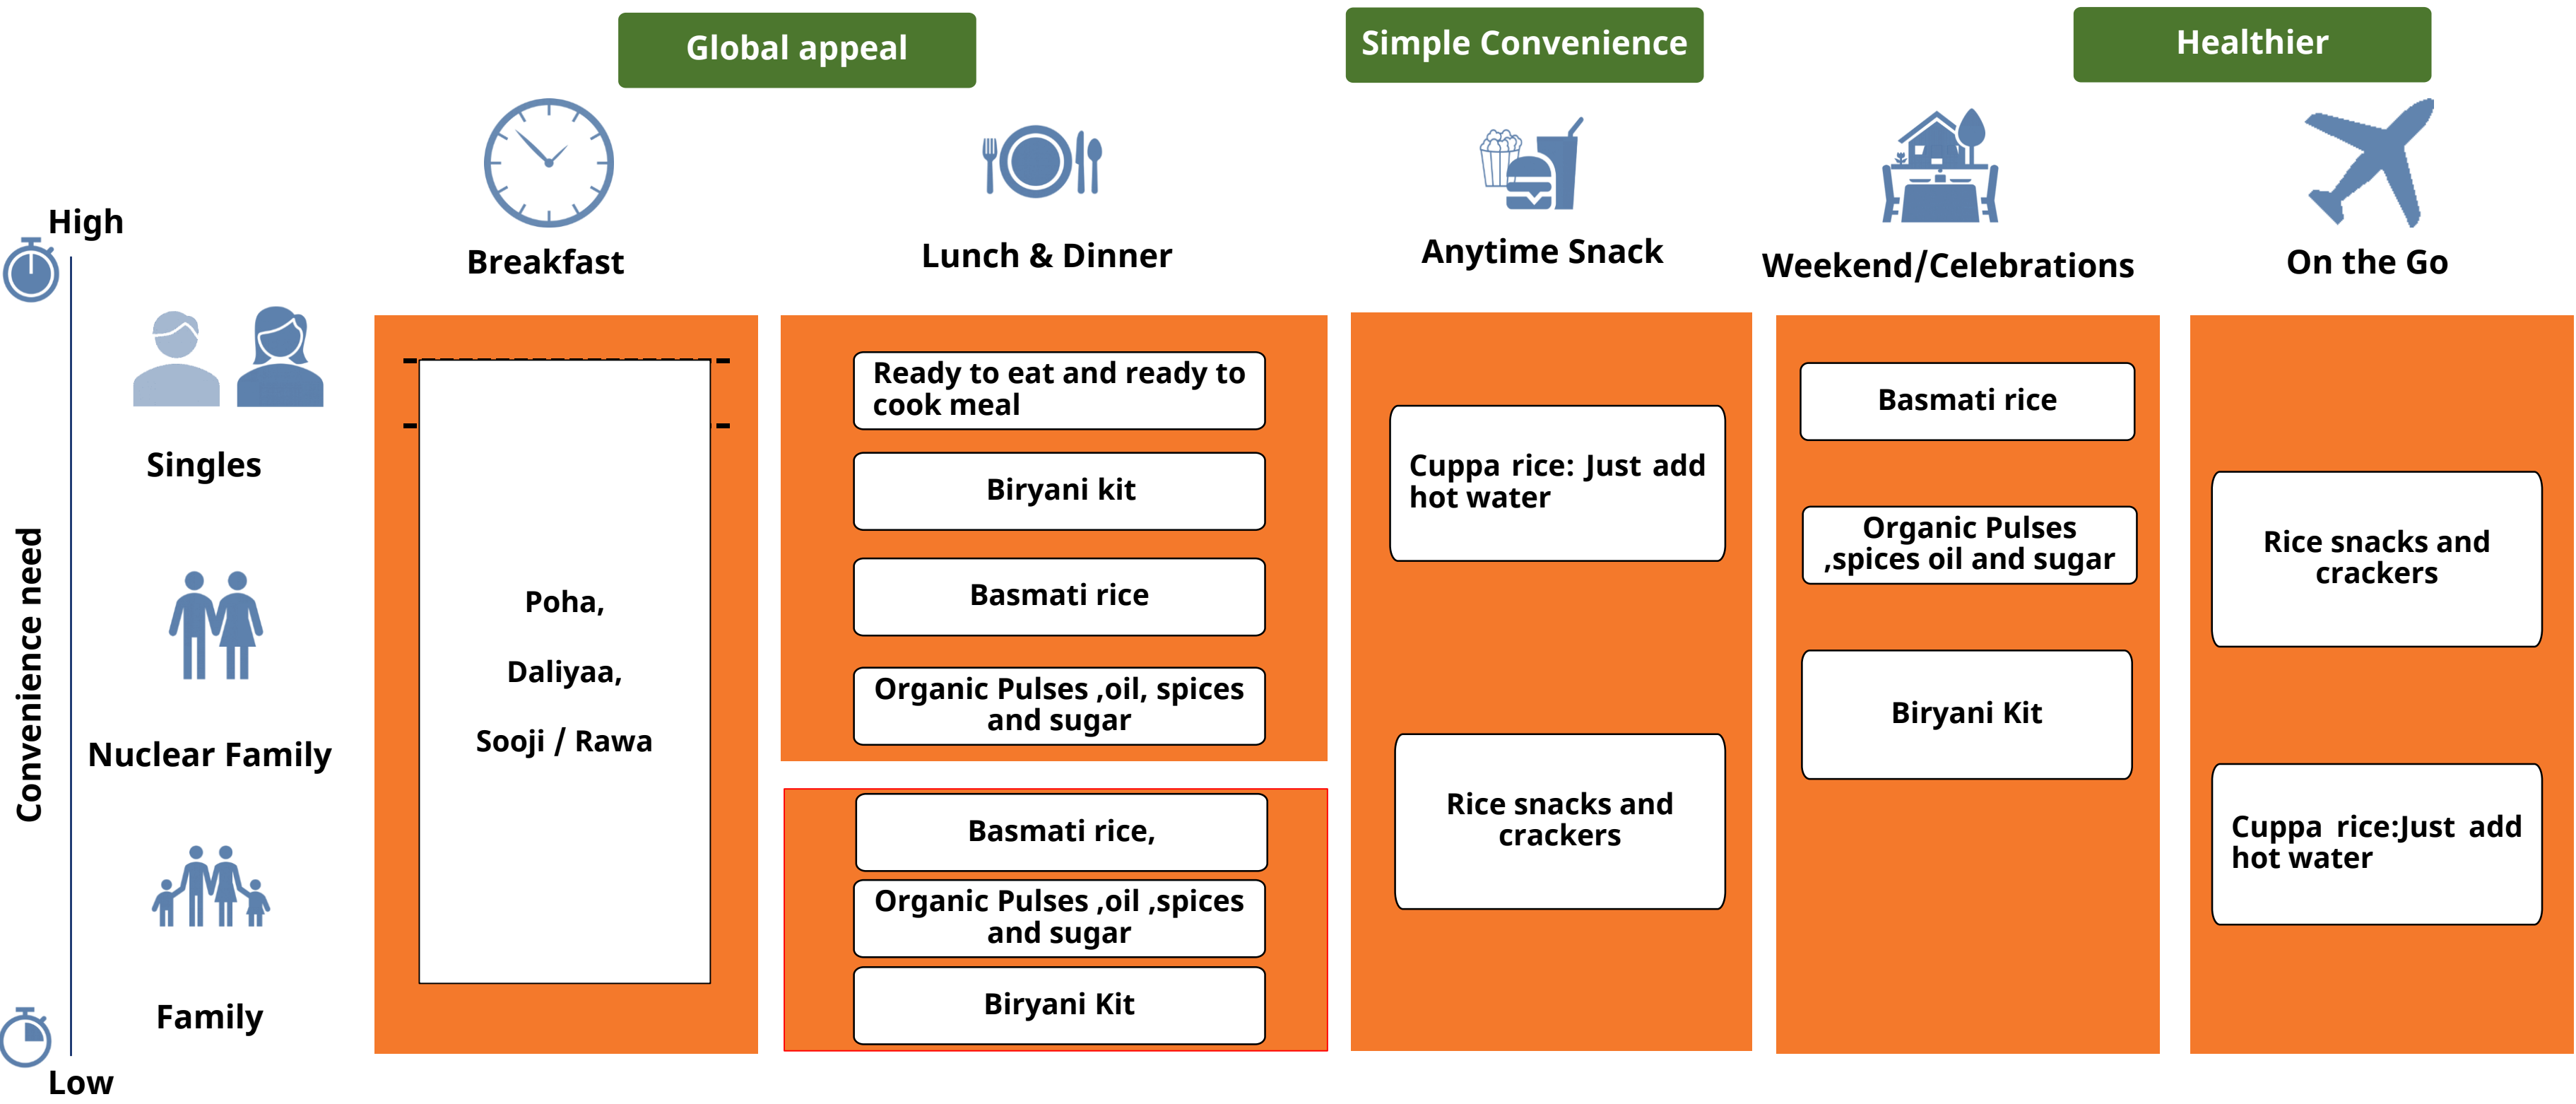 Global appeal
Simple Convenience
Healthier
High
Breakfast
Lunch & Dinner
Anytime Snack
Weekend/Celebrations
On the Go
Convenience need
Singles
Nuclear Family
Family
Low
Poha,
Daliyaa,
Sooji / Rawa
Ready to eat and ready to
cook meal
Biryani kit
Basmati rice
Organic Pulses ,oil, spices
and sugar
Basmati rice,
Organic Pulses ,oil ,spices
and sugar
Biryani Kit
Cuppa rice: Just add
hot water
Rice snacks and
crackers
Basmati rice
Organic Pulses
,spices oil and sugar
Biryani Kit
Rice snacks and
crackers
Cuppa rice:Just add
hot water